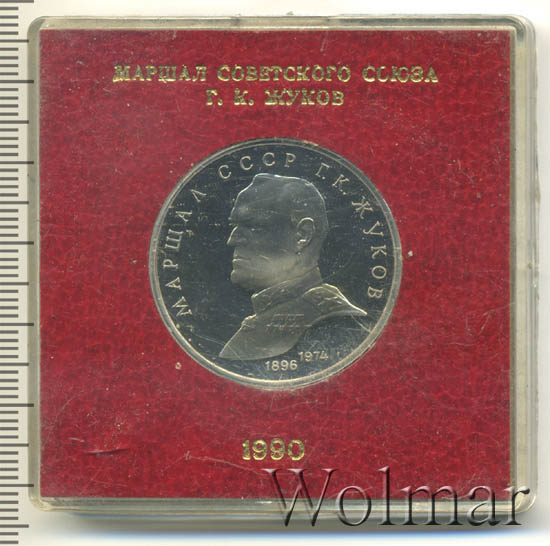 МАРШАЛ СОВЕТСКОГО СОЮЗА
Г. К. ЖУКОВ
МАРШАЛ СССР Г.К. ЖУКОВ
1896 1974
1990
Wolmar